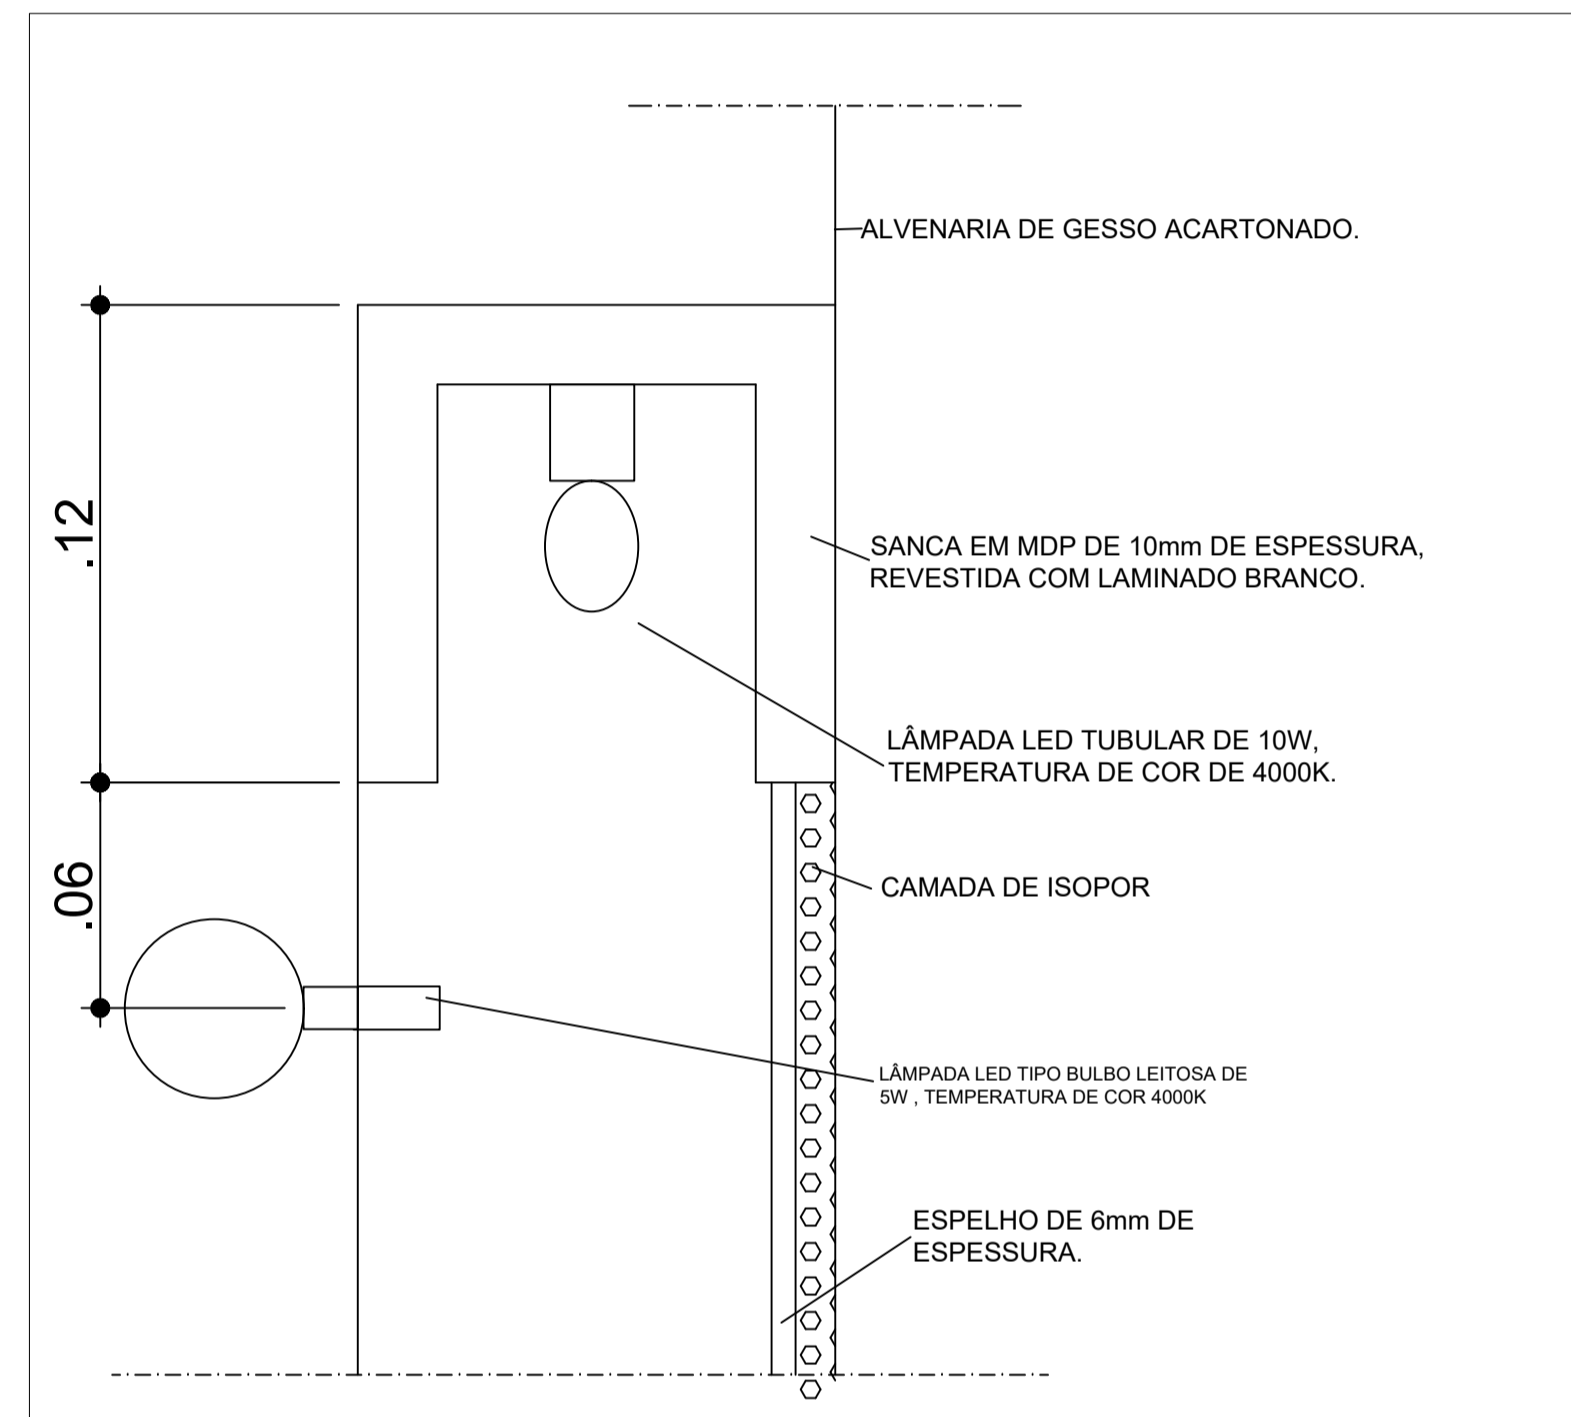 ALVENARIA DE GESSO ACARTONADO.
.12
SANCA EM MDP DE 10mm DE ESPESSURA,
REVESTIDA COM LAMINADO BRANCO.
LÂMPADA LED TUBULAR DE 10W,
TEMPERATURA DE COR DE 4000K.
.06
CAMADA DE ISOPOR
LÂMPADA LED TIPO BULBO LEITOSA DE
5W , TEMPERATURA DE COR 4000K
ESPELHO DE 6mm DE
ESPESSURA.